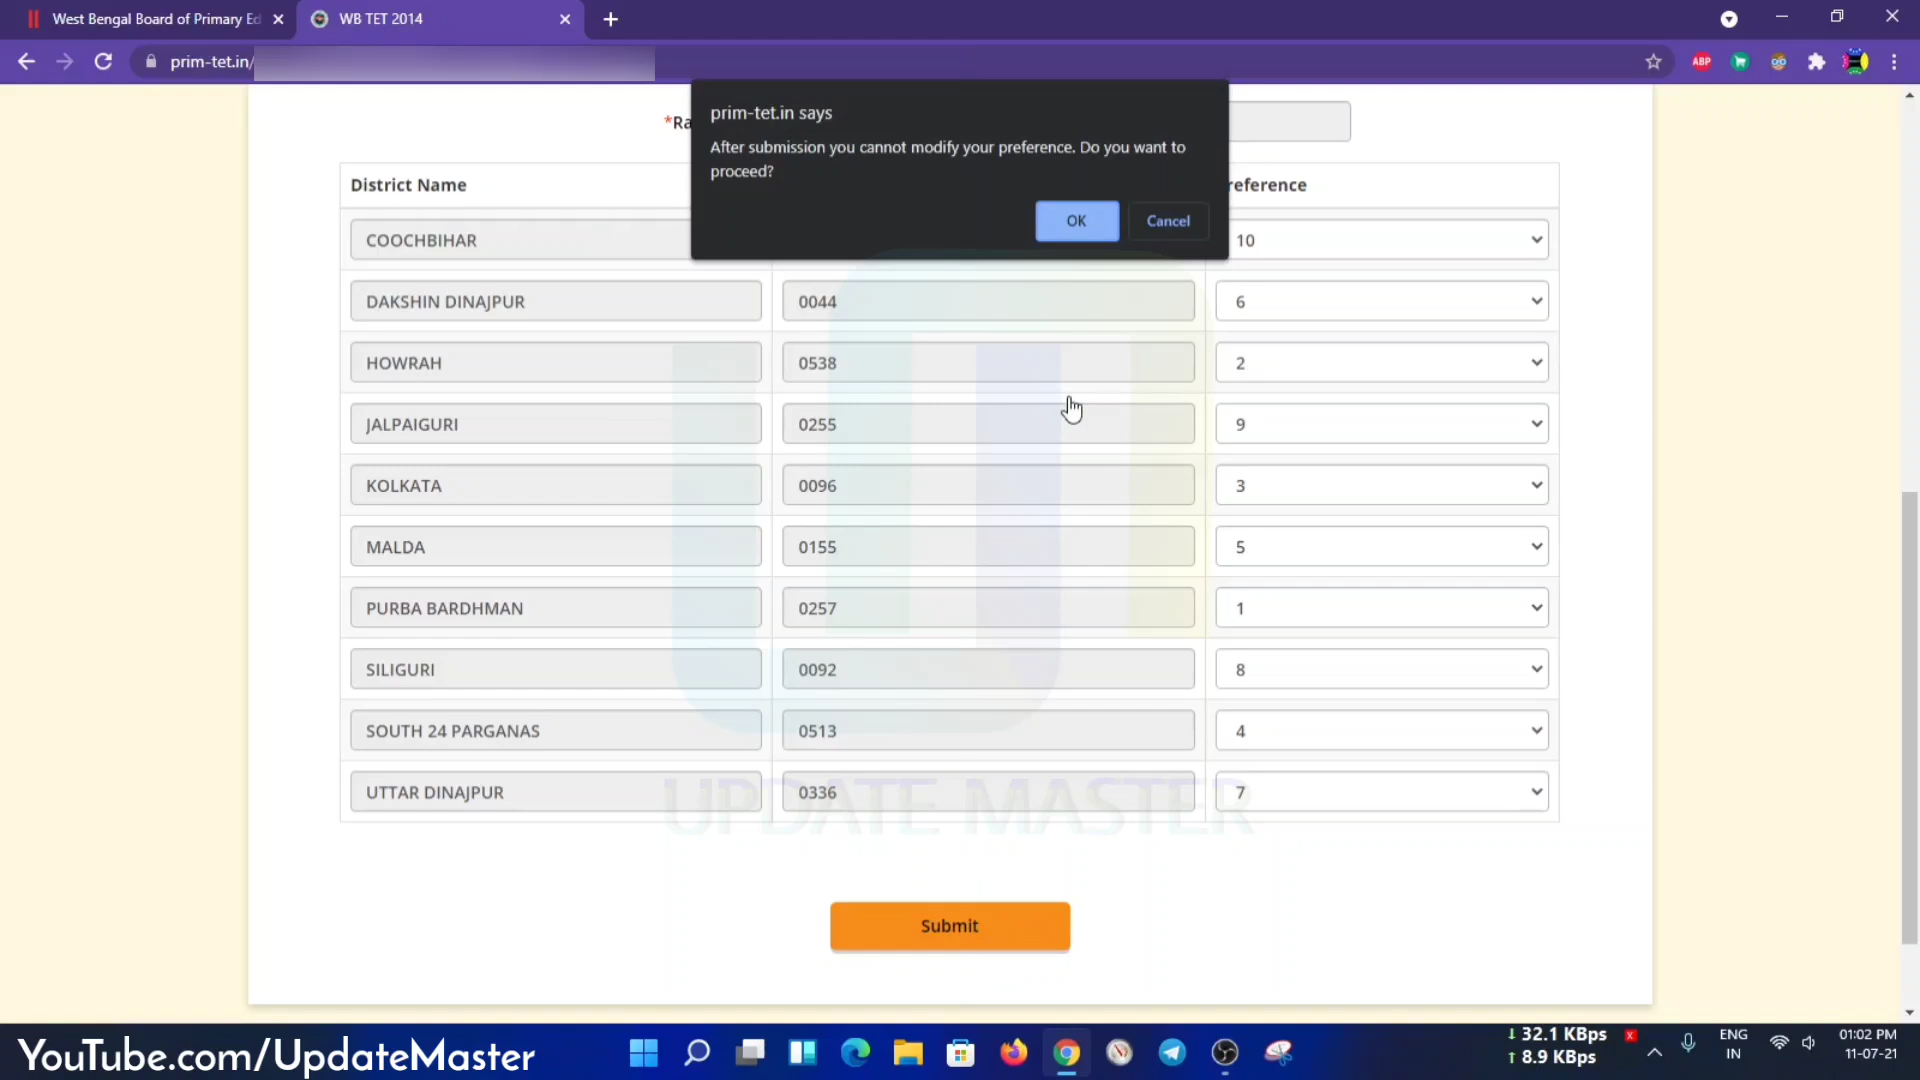 West Bengal Board of Primary Ed
WB TET 2014
prim-tet.in/
ABP
*Ra
prim-tet.in says
After submission you cannot modify your preference. Do you want to
proceed?
OK
Cancel
District Name
reference
COOCHBIHAR
10
DAKSHIN DINAJPUR
0044
6
HOWRAH
0538
2
JALPAIGURI
0255
9
KOLKATA
0096
3
MALDA
0155
5
PURBA BARDHMAN
0257
1
SILIGURI
0092
8
SOUTH 24 PARGANAS
0513
4
UTTAR DINAJPUR
0336
7
UPDATE MASTER
Submit
YouTube.com/UpdateMaster
↓ 32.1 KBps
↑ 8.9 KBps
ENG
IN
01:02 PM
11-07-21